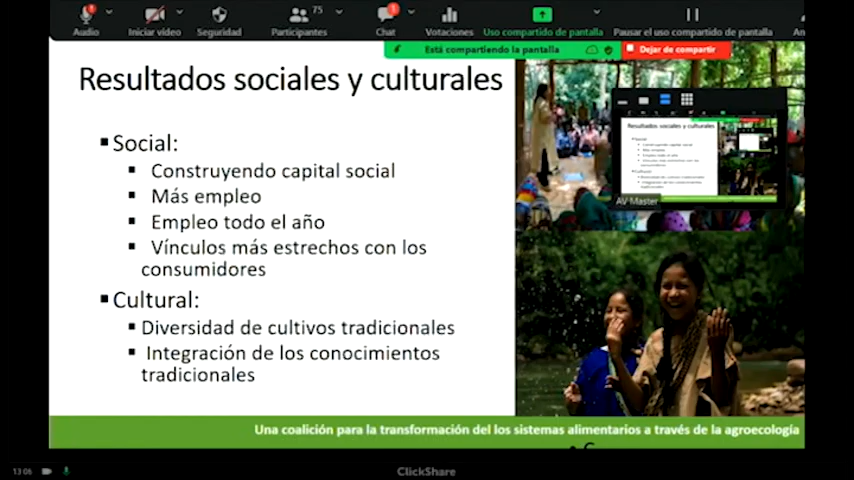 Audio
Iniciar vídeo
Seguridad
75
Participantes
1
Chat
Votaciones
Uso compartido de pantalla
Pausar el uso compartido de pantalla
Está compartiendo la pantalla
Dejar de compartir
Resultados sociales y culturales
▪Social:
▪ Construyendo capital social
▪ Más empleo
▪ Empleo todo el año
▪ Vínculos más estrechos con los
consumidores
▪Cultural:
▪Diversidad de cultivos tradicionales
▪ Integración de los conocimientos
tradicionales
Resultados sociales y culturales
AV Master
Una coalición para la transformación del los sistemas alimentarios a través de la agroecología
13:06
ClickShare